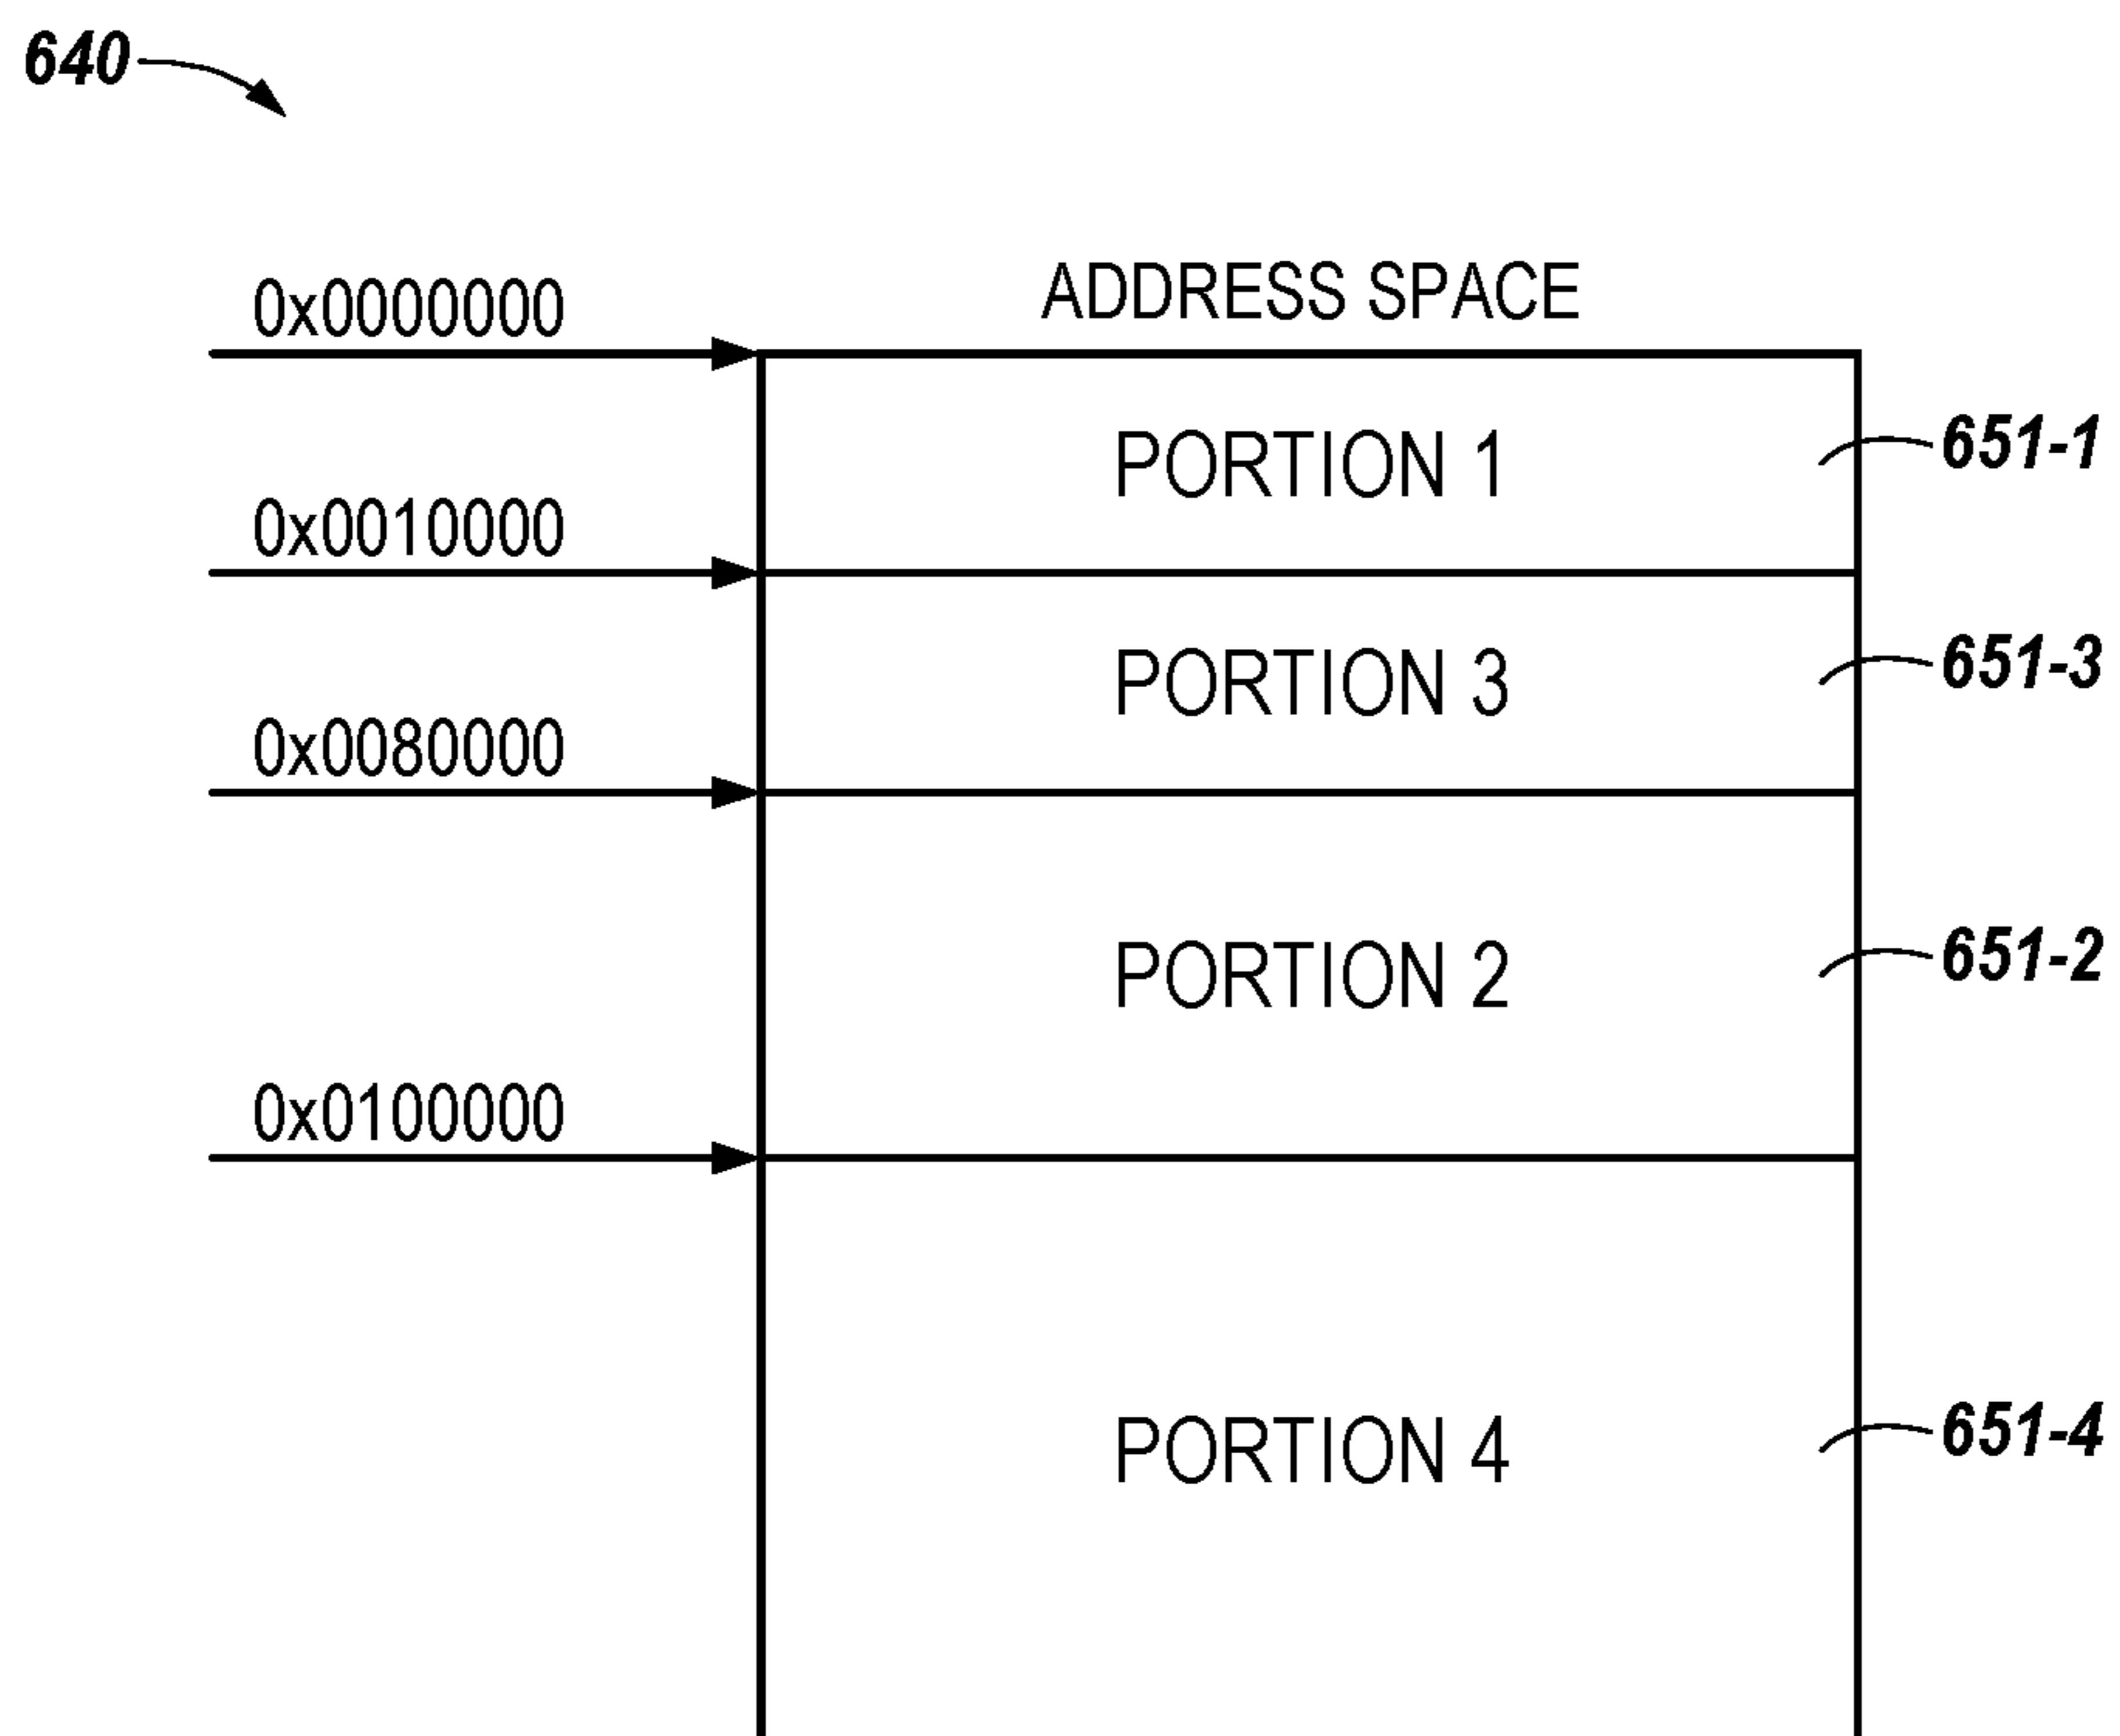 640
ADDRESS SPACE
0x0000000
PORTION 1
651-1
0x0010000
PORTION 3
651-3
0x0080000
PORTION 2
651-2
0x0100000
PORTION 4
651-4